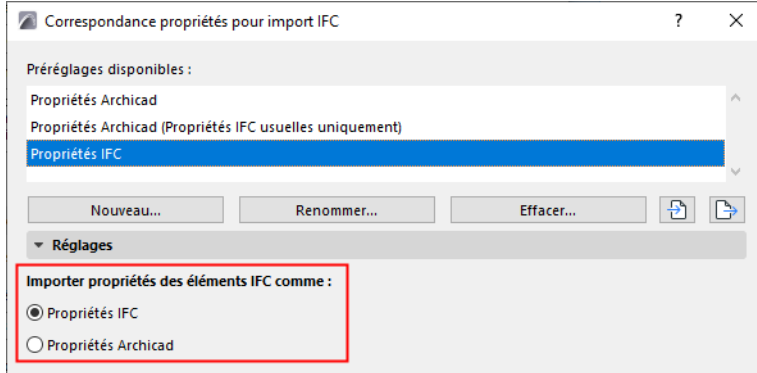 Correspondance propriétés pour import IFC
?
Préréglages disponibles :
Propriétés Archicad
Propriétés Archicad (Propriétés IFC usuelles uniquement)
Propriétés IFC
Nouveau... Renommer... Effacer...
Réglages
Importer propriétés des éléments IFC comme :
Propriétés IFC
Propriétés Archicad